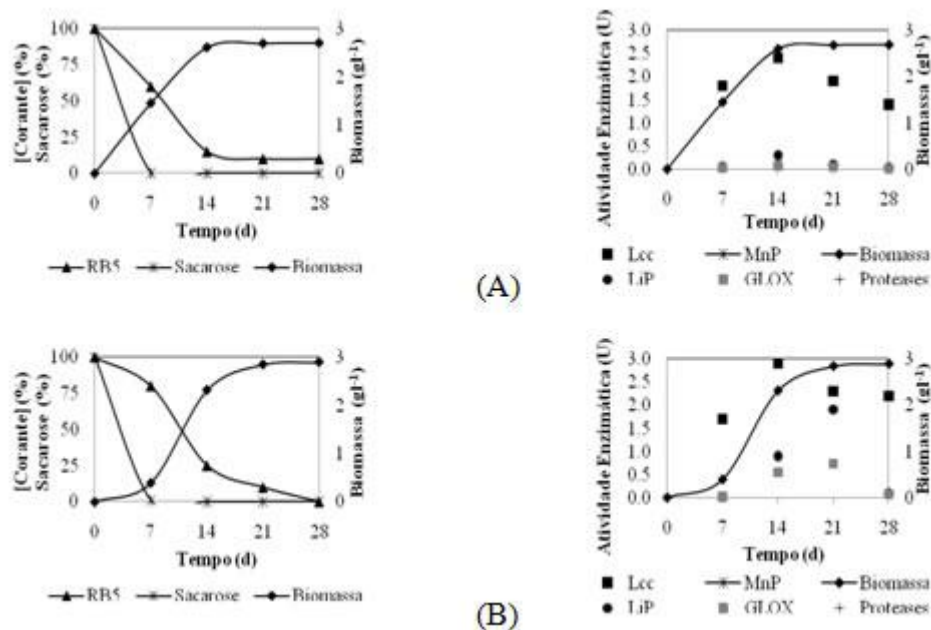 [Corante] (%)
Sacarose (%)
100
75
50
25
0
3
2
1
0
Biomassa (gl-1)
0 7 14 21 28
Tempo (d)
RB5 Sacarose Biomassa
Atividade Enzimática (U)
3.0
2.5
2.0
1.5
1.0
0.5
0.0
3
2
1
0
Biomassa (gl-1)
0 7 14 21 28
Tempo (d)
Lcc MnP Biomassa
LiP GLOX Proteases
(A)
[Corante] (%)
Sacarose (%)
100
75
50
25
0
3
2
1
0
Biomassa (gl-1)
0 7 14 21 28
Tempo (d)
RB5 Sacarose Biomassa
Atividade Enzimática (U)
3.0
2.5
2.0
1.5
1.0
0.5
0.0
3
2
1
0
Biomassa (gl-1)
0 7 14 21 28
Tempo (d)
Lcc MnP Biomassa
LiP GLOX Proteases
(B)